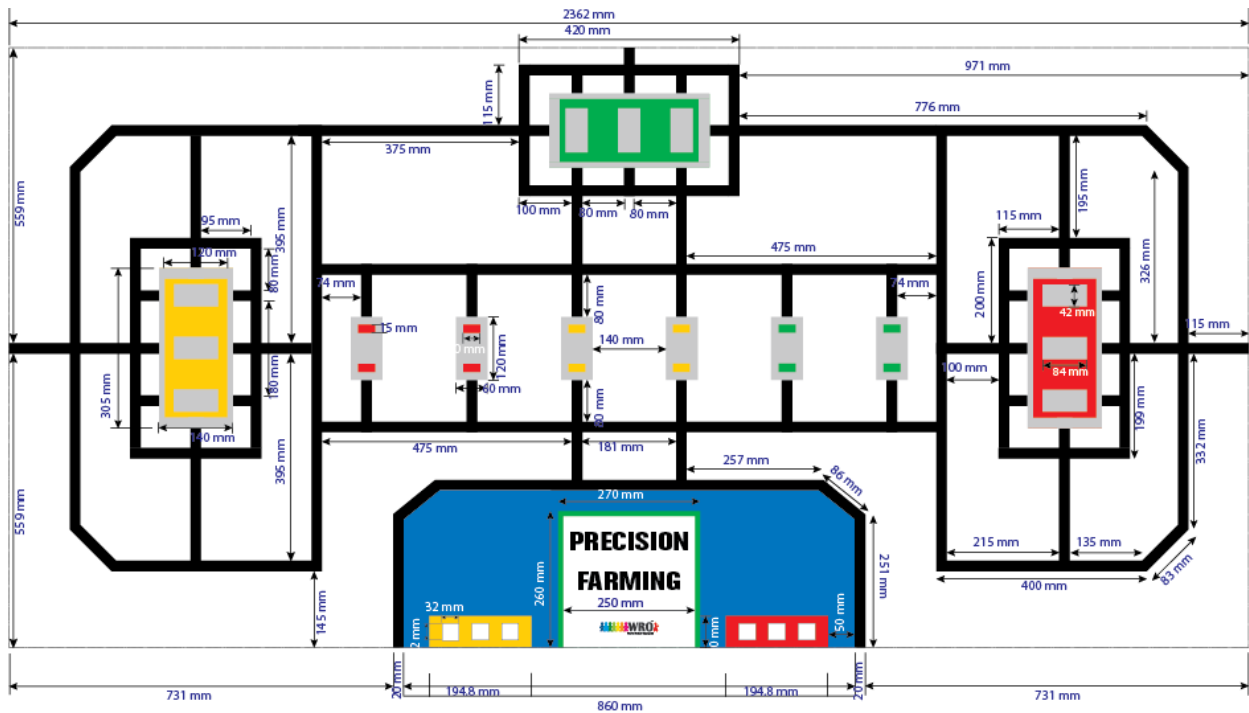 2362 mm
420 mm
971 mm
115 mm
776 mm
375 mm
559 mm
100 mm
80 mm
80 mm
195 mm
95 mm
395 mm
115 mm
475 mm
120 mm
80 mm
326 mm
74 mm
74 mm
200 mm
80 mm
42 mm
15 mm
115 mm
140 mm
120 mm
84 mm
100 mm
180 mm
305 mm
60 mm
199 mm
140 mm
80 mm
475 mm
181 mm
332 mm
395 mm
257 mm
86 mm
559 mm
270 mm
PRECISION
FARMING
251 mm
215 mm
135 mm
83 mm
400 mm
260 mm
250 mm
145 mm
32 mm
WRO
50 mm
20 mm
20 mm
731 mm
194.8 mm
194.8 mm
731 mm
860 mm